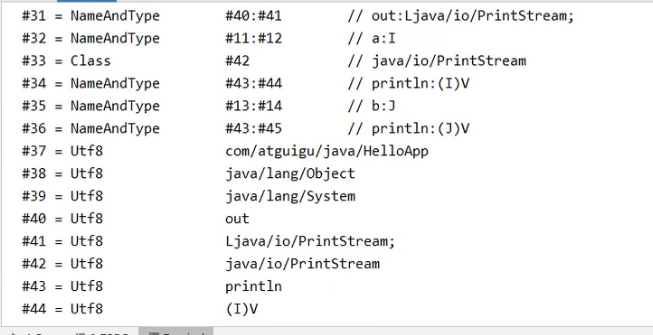 #31 = NameAndType #40:#41 // out:Ljava/io/PrintStream;
#32 = NameAndType #11:#12 // a:I
#33 = Class #42 // java/io/PrintStream
#34 = NameAndType #43:#44 // println:(I)V
#35 = NameAndType #13:#14 // b:J
#36 = NameAndType #43:#45 // println:(J)V
#37 = Utf8 com/atguigu/java/HelloApp
#38 = Utf8 java/lang/Object
#39 = Utf8 java/lang/System
#40 = Utf8 out
#41 = Utf8 Ljava/io/PrintStream;
#42 = Utf8 java/io/PrintStream
#43 = Utf8 println
#44 = Utf8 (I)V